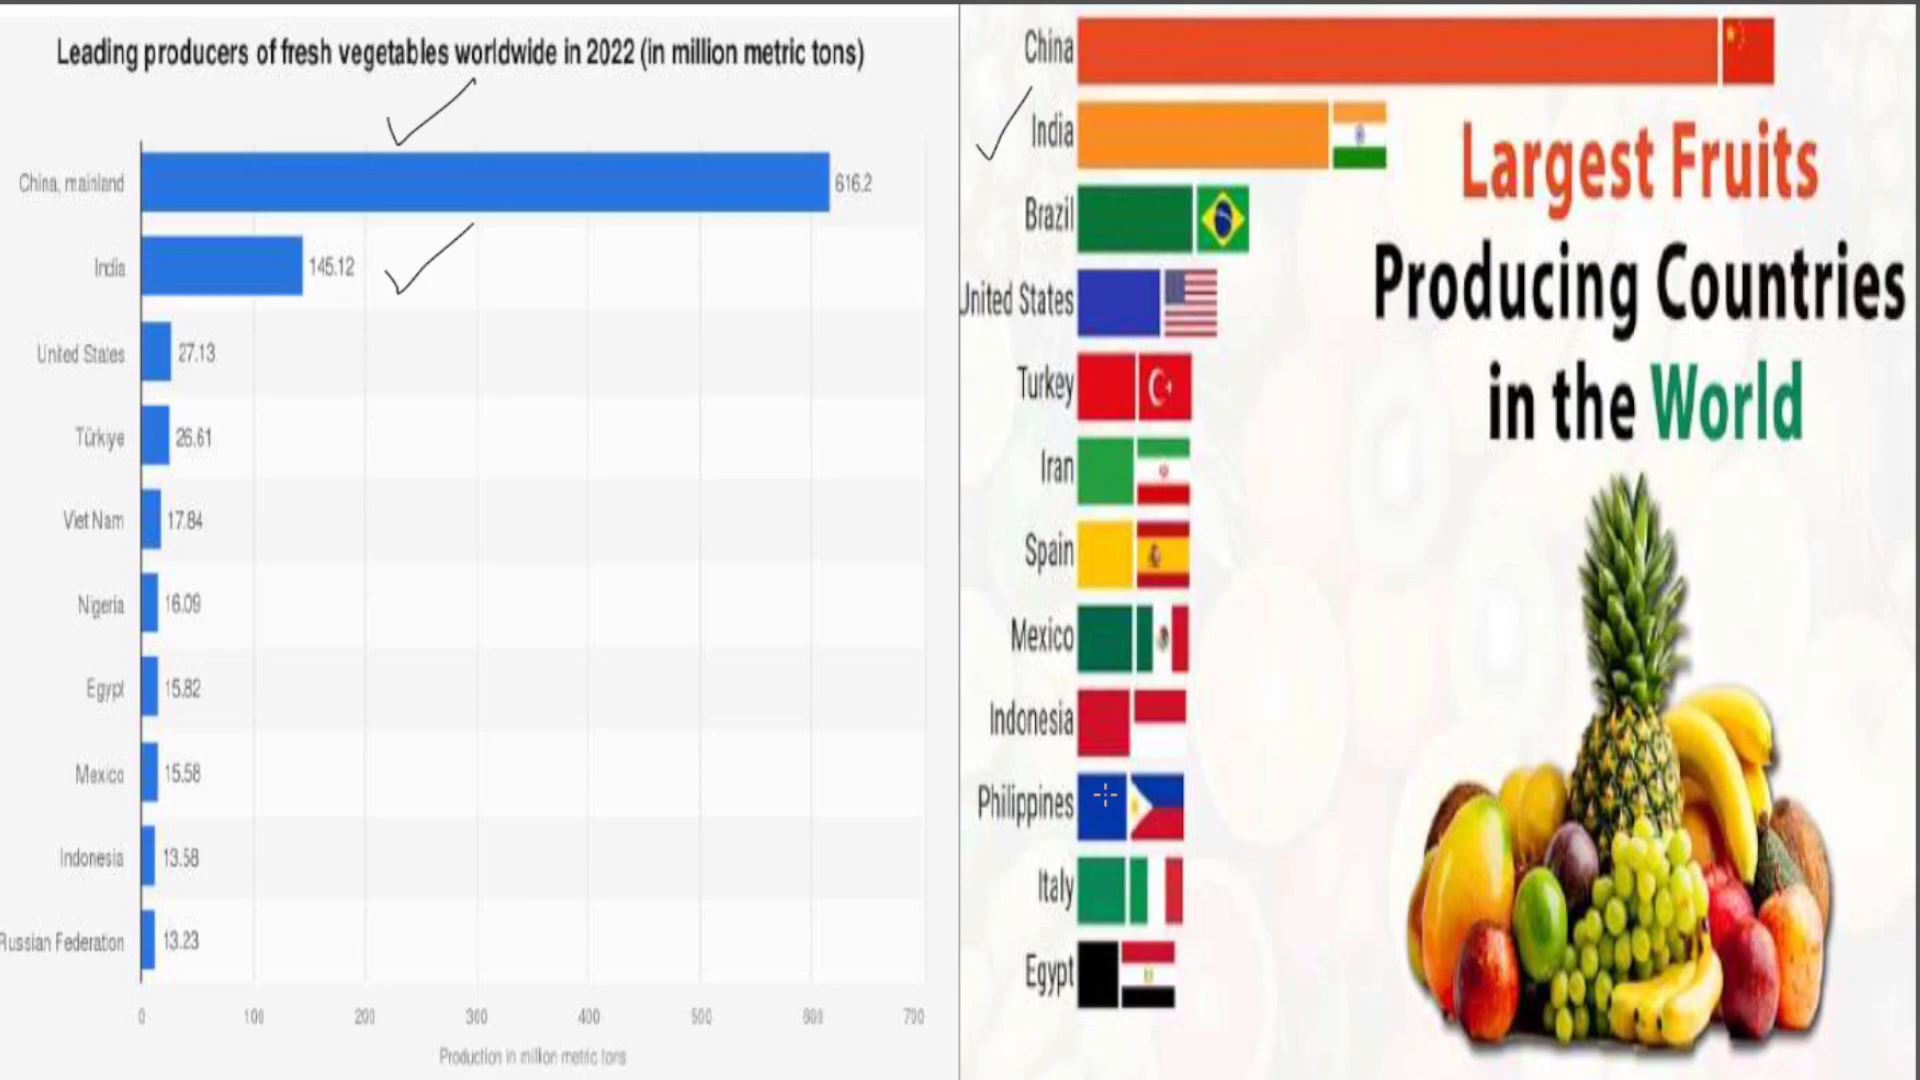 Leading producers of fresh vegetables worldwide in 2022 (in million metric tons)
China, mainland 616.2
India 145.12
United States 27.13
Türkiye 26.61
Viet Nam 17.84
Nigeria 16.09
Egypt 15.82
Mexico 15.58
Indonesia 13.58
Russian Federation 13.23
0 100 200 300 400 500 600 700
Production in million metric tons
China
India
Brazil
United States
Turkey
Iran
Spain
Mexico
Indonesia
Philippines
Italy
Egypt
Largest Fruits
Producing Countries
in the World